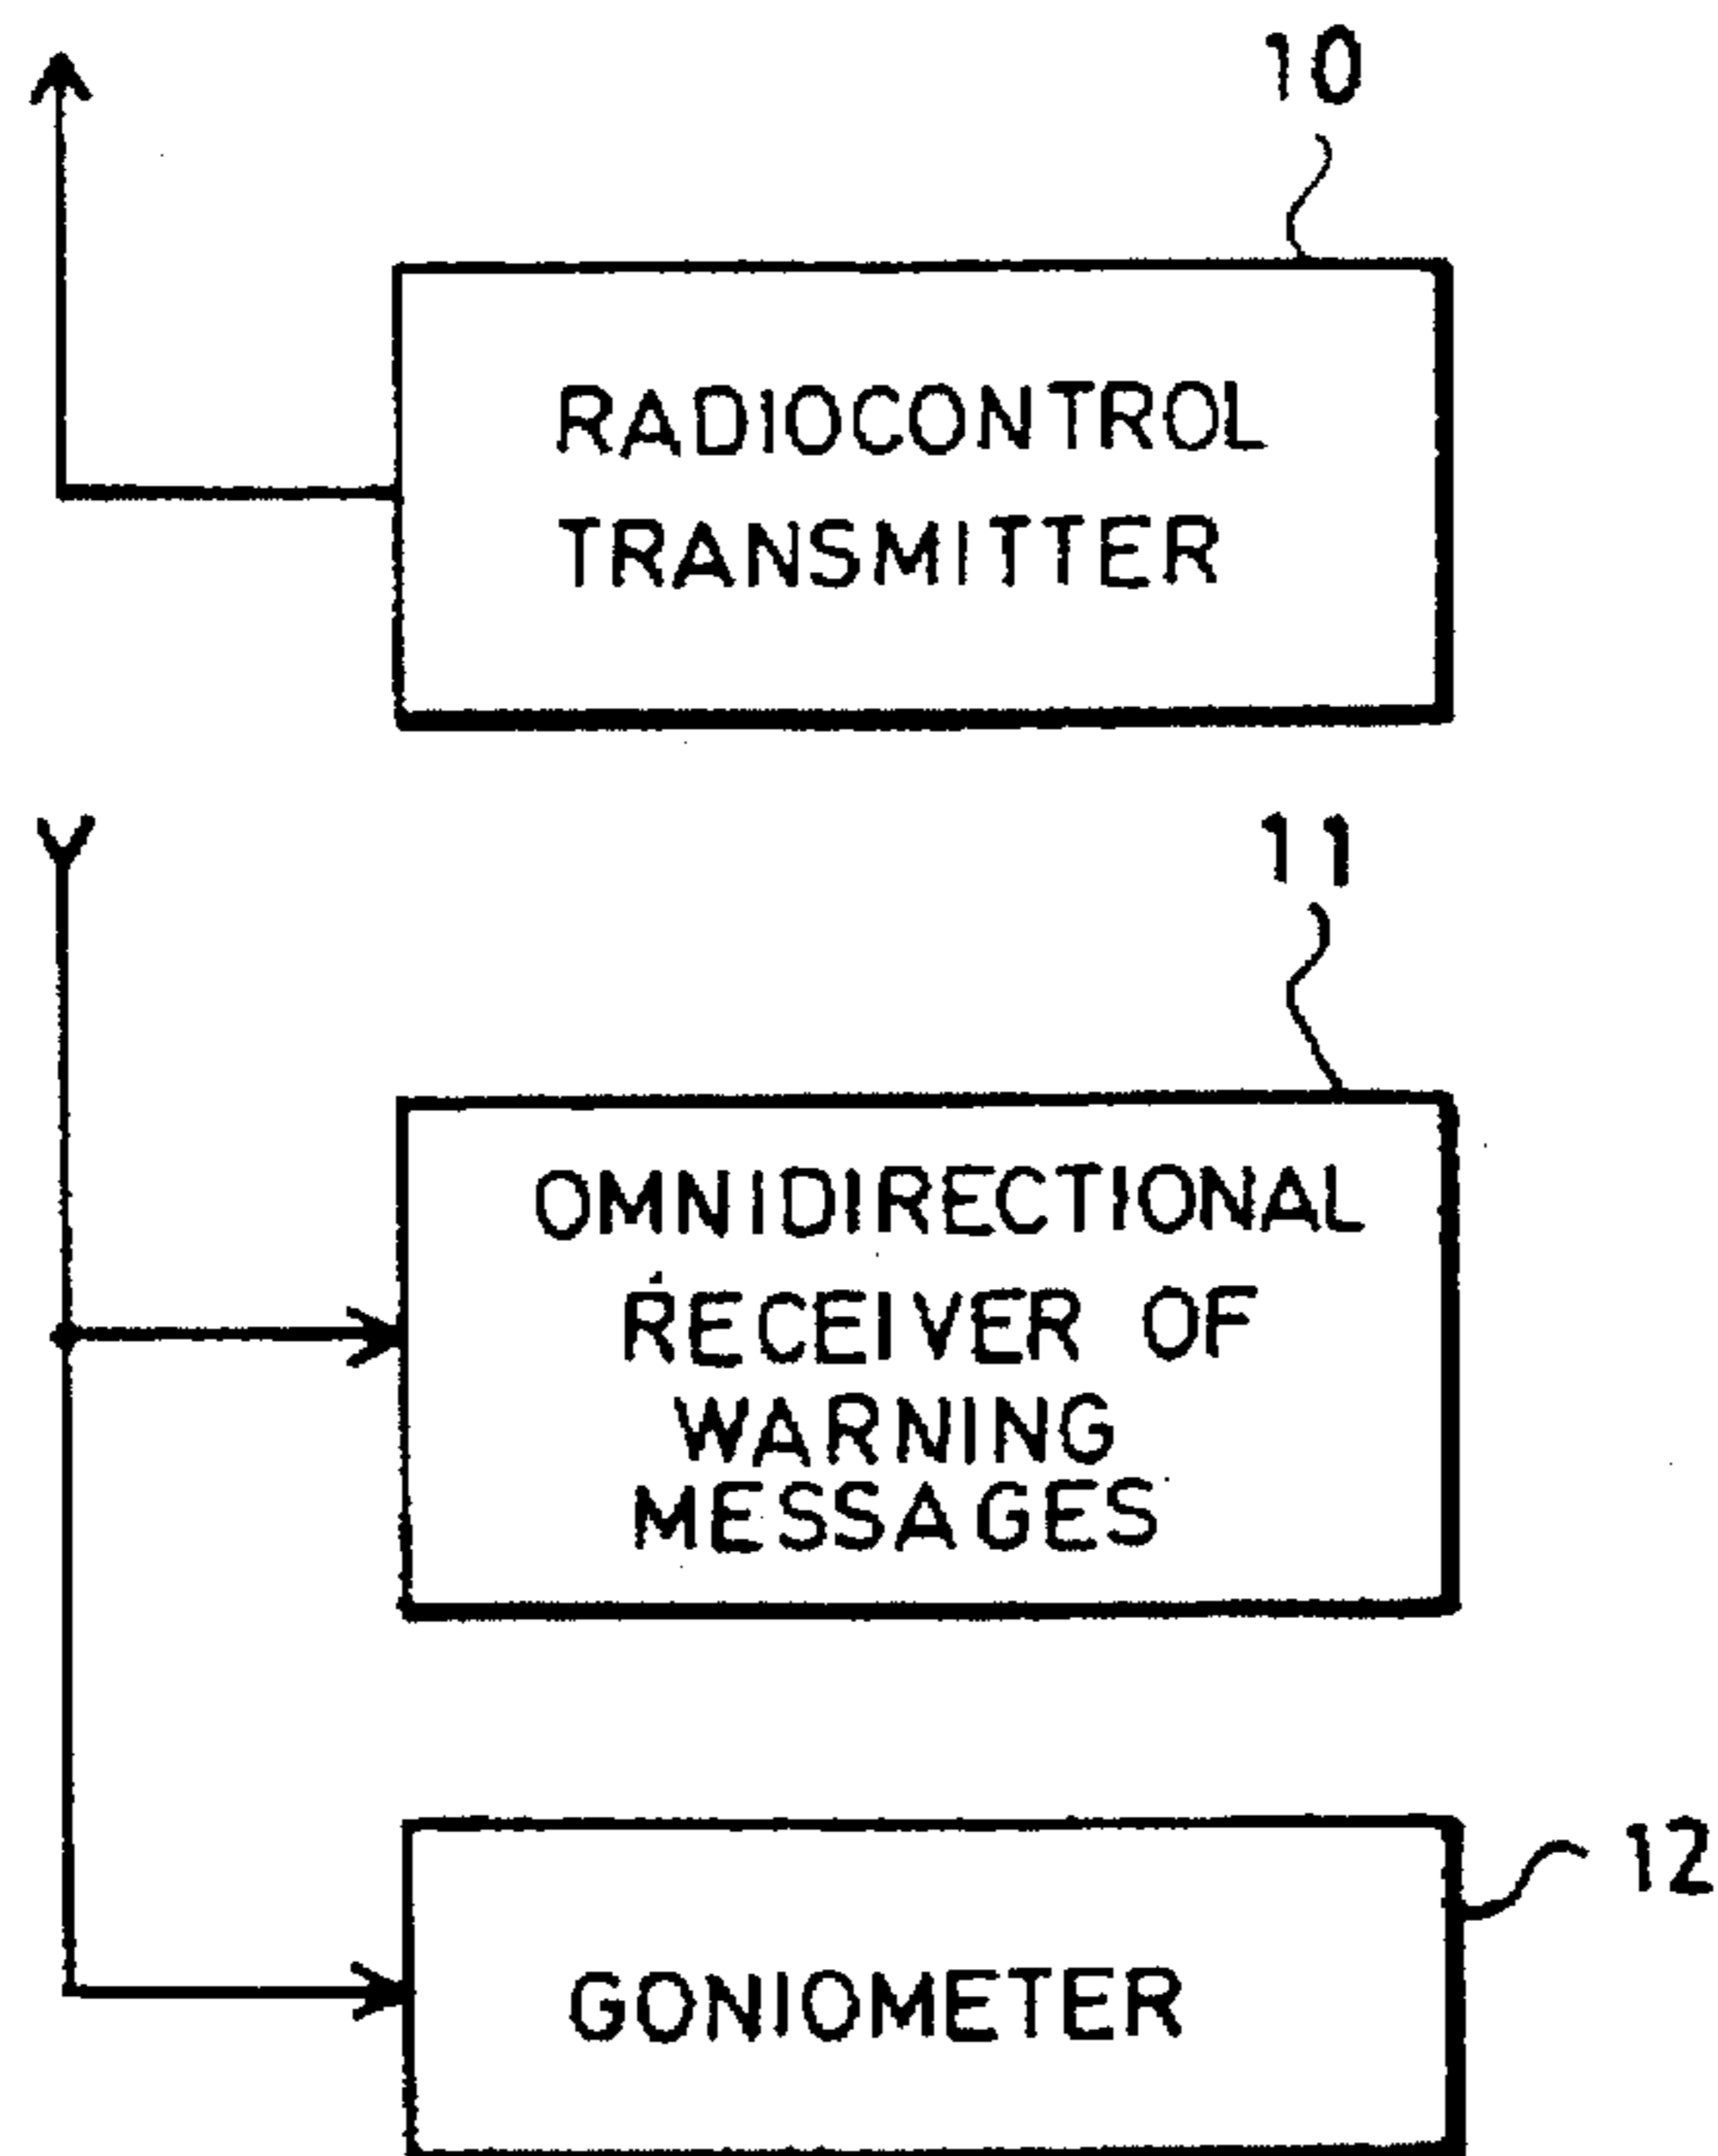 10
RADIOCONTROL
TRANSMITTER
11
OMNIDIRECTIONAL
RECEIVER OF
WARNING
MESSAGES
12
GONIOMETER